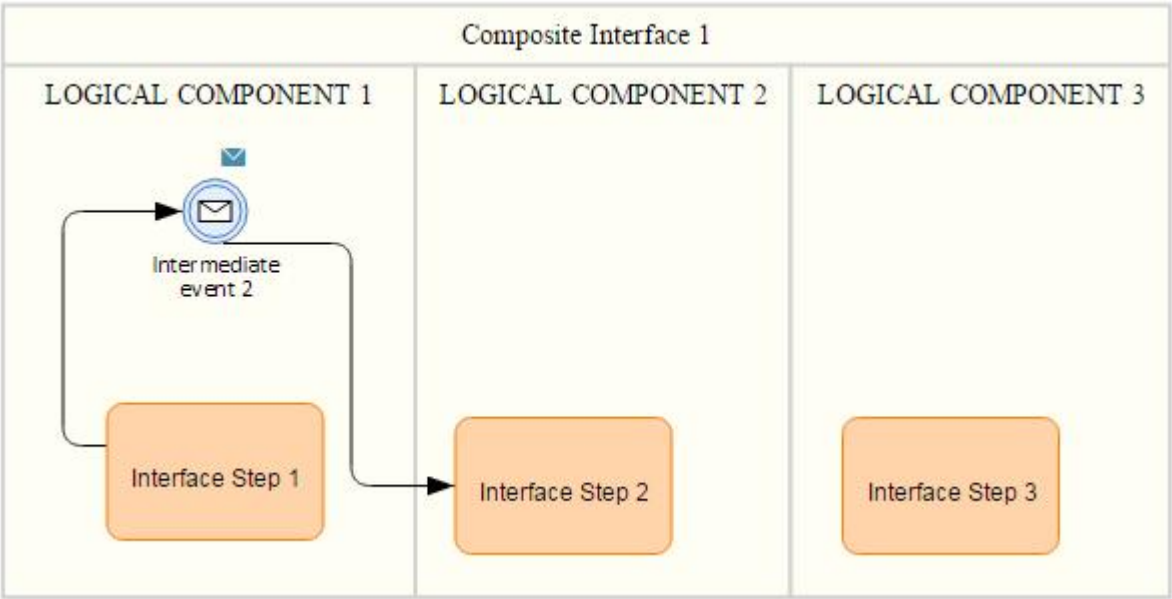 Composite Interface 1
LOGICAL COMPONENT 1
LOGICAL COMPONENT 2
LOGICAL COMPONENT 3
Intermediate
event 2
Interface Step 1
Interface Step 2
Interface Step 3